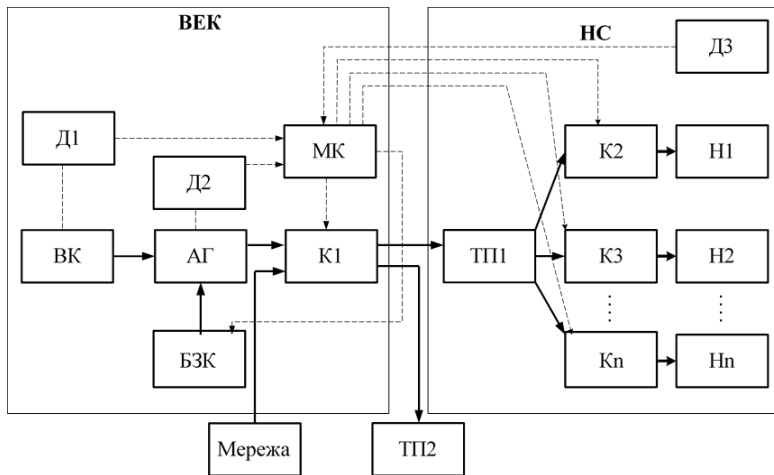 ВЕК
НС
Д3
Д1
МК
К2
Н1
Д2
ВК
АГ
К1
ТП1
К3
Н2
БЗК
Кn
Нn
Мережа
ТП2